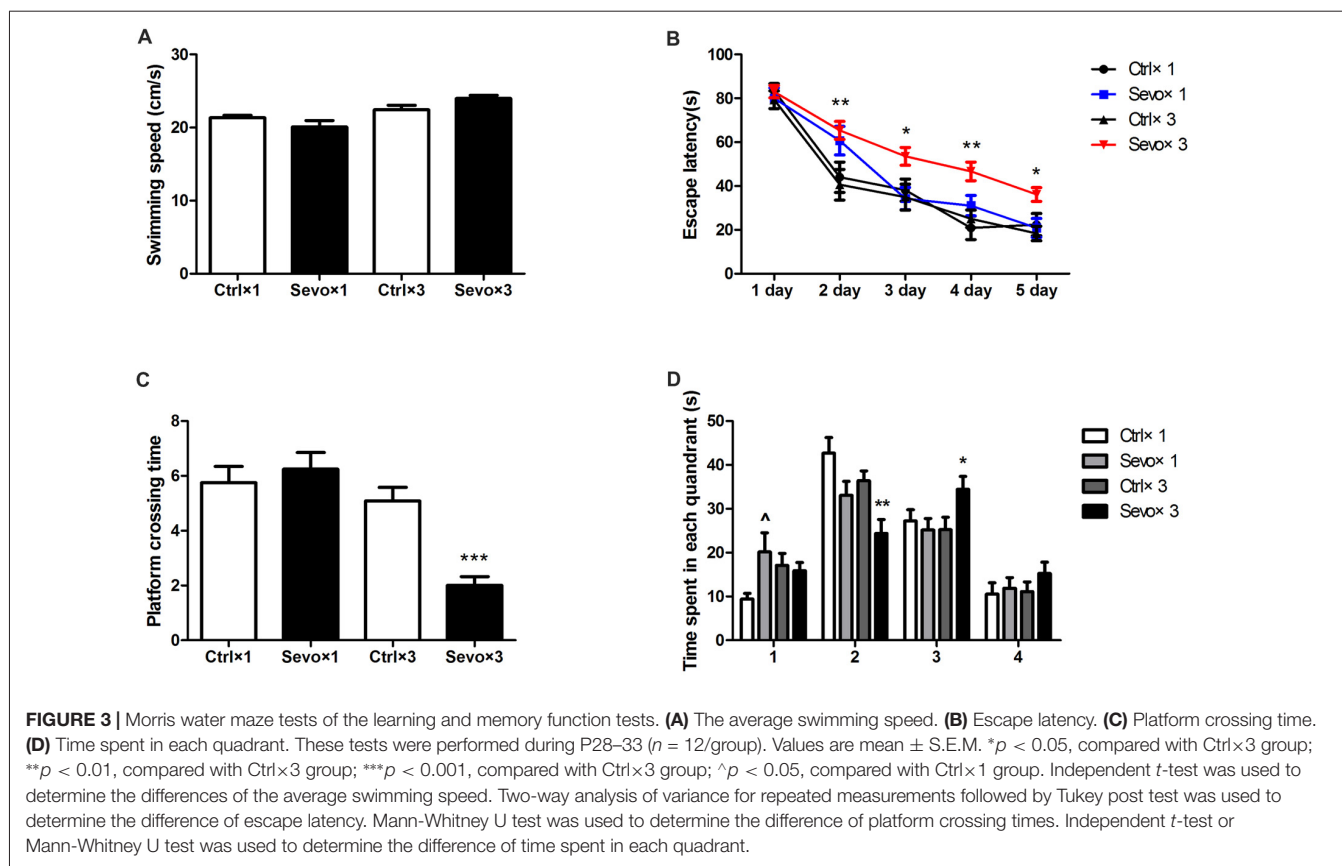 A
Swimming speed (cm/s)
30
20
10
0
Ctrl×1 Sevo×1 Ctrl×3 Sevo×3
B
Escape latency(s)
100
80
60
40
20
0
** * ** *
1 day 2 day 3 day 4 day 5 day
Ctrl× 1
Sevo× 1
Ctrl× 3
Sevo× 3
C
Platform crossing time
8
6
4
2
0
***
Ctrl×1 Sevo×1 Ctrl×3 Sevo×3
D
Time spent in each qundrant (s)
50
40
30
20
10
0
^ ** *
1 2 3 4
Ctrl× 1
Sevo× 1
Ctrl× 3
Sevo× 3
FIGURE 3 | Morris water maze tests of the learning and memory function tests. (A) The average swimming speed. (B) Escape latency. (C) Platform crossing time.
(D) Time spent in each quadrant. These tests were performed during P28–33 (n = 12/group). Values are mean ± S.E.M. *p < 0.05, compared with Ctrl×3 group;
**p < 0.01, compared with Ctrl×3 group; ***p < 0.001, compared with Ctrl×3 group; ^p < 0.05, compared with Ctrl×1 group. Independent t-test was used to
determine the differences of the average swimming speed. Two-way analysis of variance for repeated measurements followed by Tukey post test was used to
determine the difference of escape latency. Mann-Whitney U test was used to determine the difference of platform crossing times. Independent t-test or
Mann-Whitney U test was used to determine the difference of time spent in each quadrant.